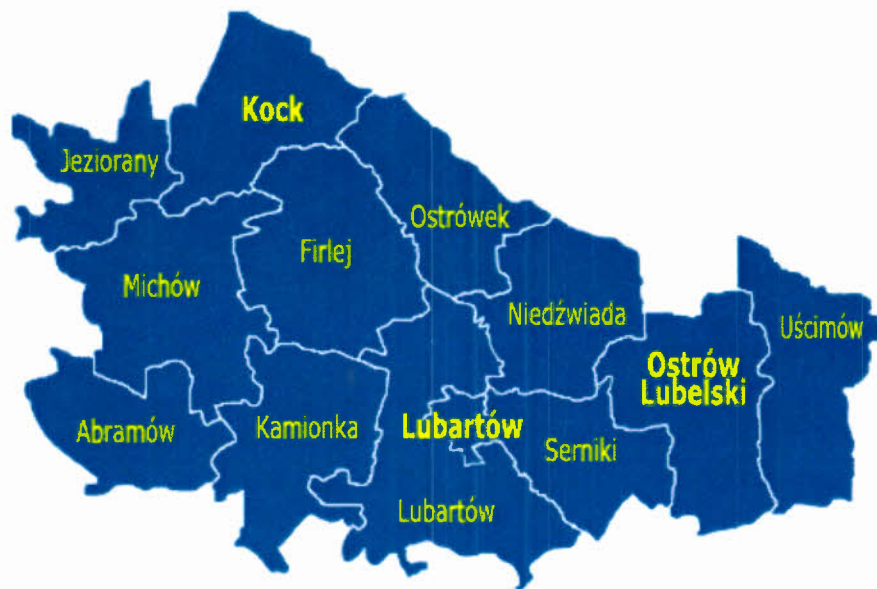 Kock
Jeziorany
Ostrówek
Firlej
Michów
Niedźwiada
Uścimów
Ostrów
Lubelski
Abramów
Kamionka
Lubartów
Serniki
Lubartów